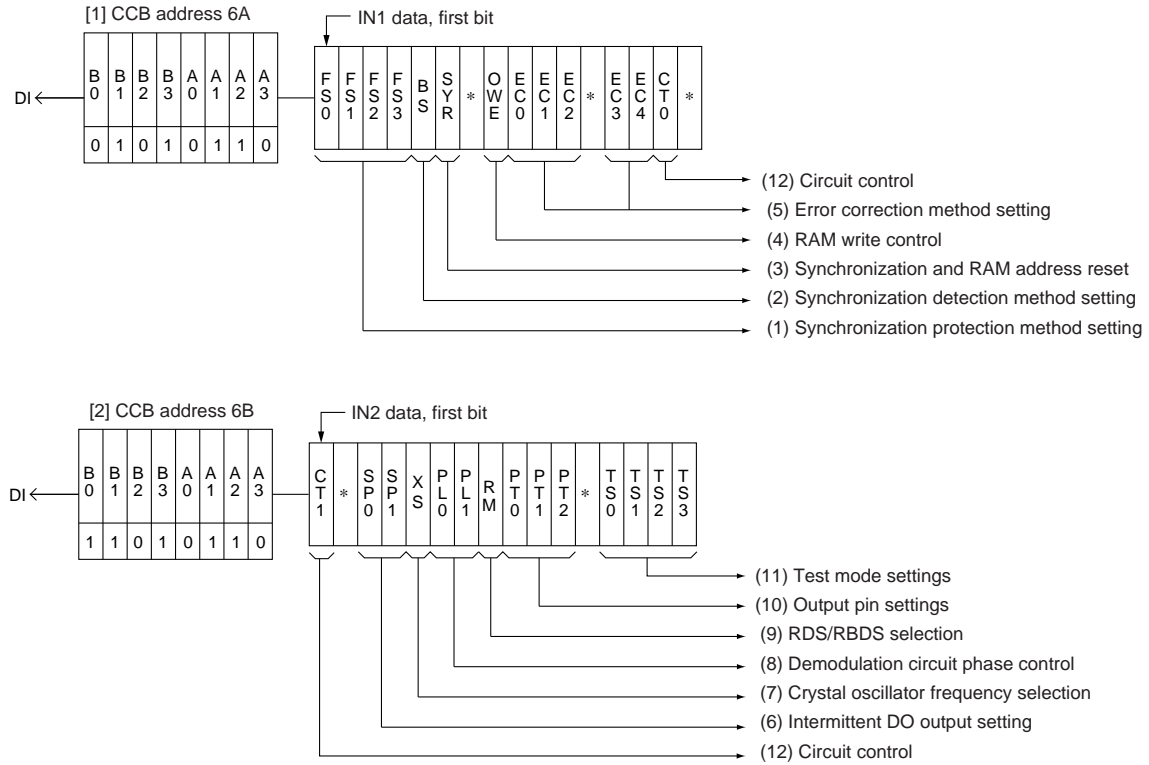 [1] CCB address 6A
IN1 data, first bit
DI
B0 B1 B2 B3 A0 A1 A2 A3
FS0 FS1 FS2 FS3 BS SYR * OWE EC0 EC1 EC2 * EC3 EC4 CT0 *
0 1 0 1 0 1 1 0
(12) Circuit control
(5) Error correction method setting
(4) RAM write control
(3) Synchronization and RAM address reset
(2) Synchronization detection method setting
(1) Synchronization protection method setting
[2] CCB address 6B
IN2 data, first bit
DI
B0 B1 B2 B3 A0 A1 A2 A3
CT1 * SP0 SP1 XS PL0 PL1 RM PT0 PT1 PT2 * TS0 TS1 TS2 TS3
1 1 0 1 0 1 1 0
(11) Test mode settings
(10) Output pin settings
(9) RDS/RBDS selection
(8) Demodulation circuit phase control
(7) Crystal oscillator frequency selection
(6) Intermittent DO output setting
(12) Circuit control